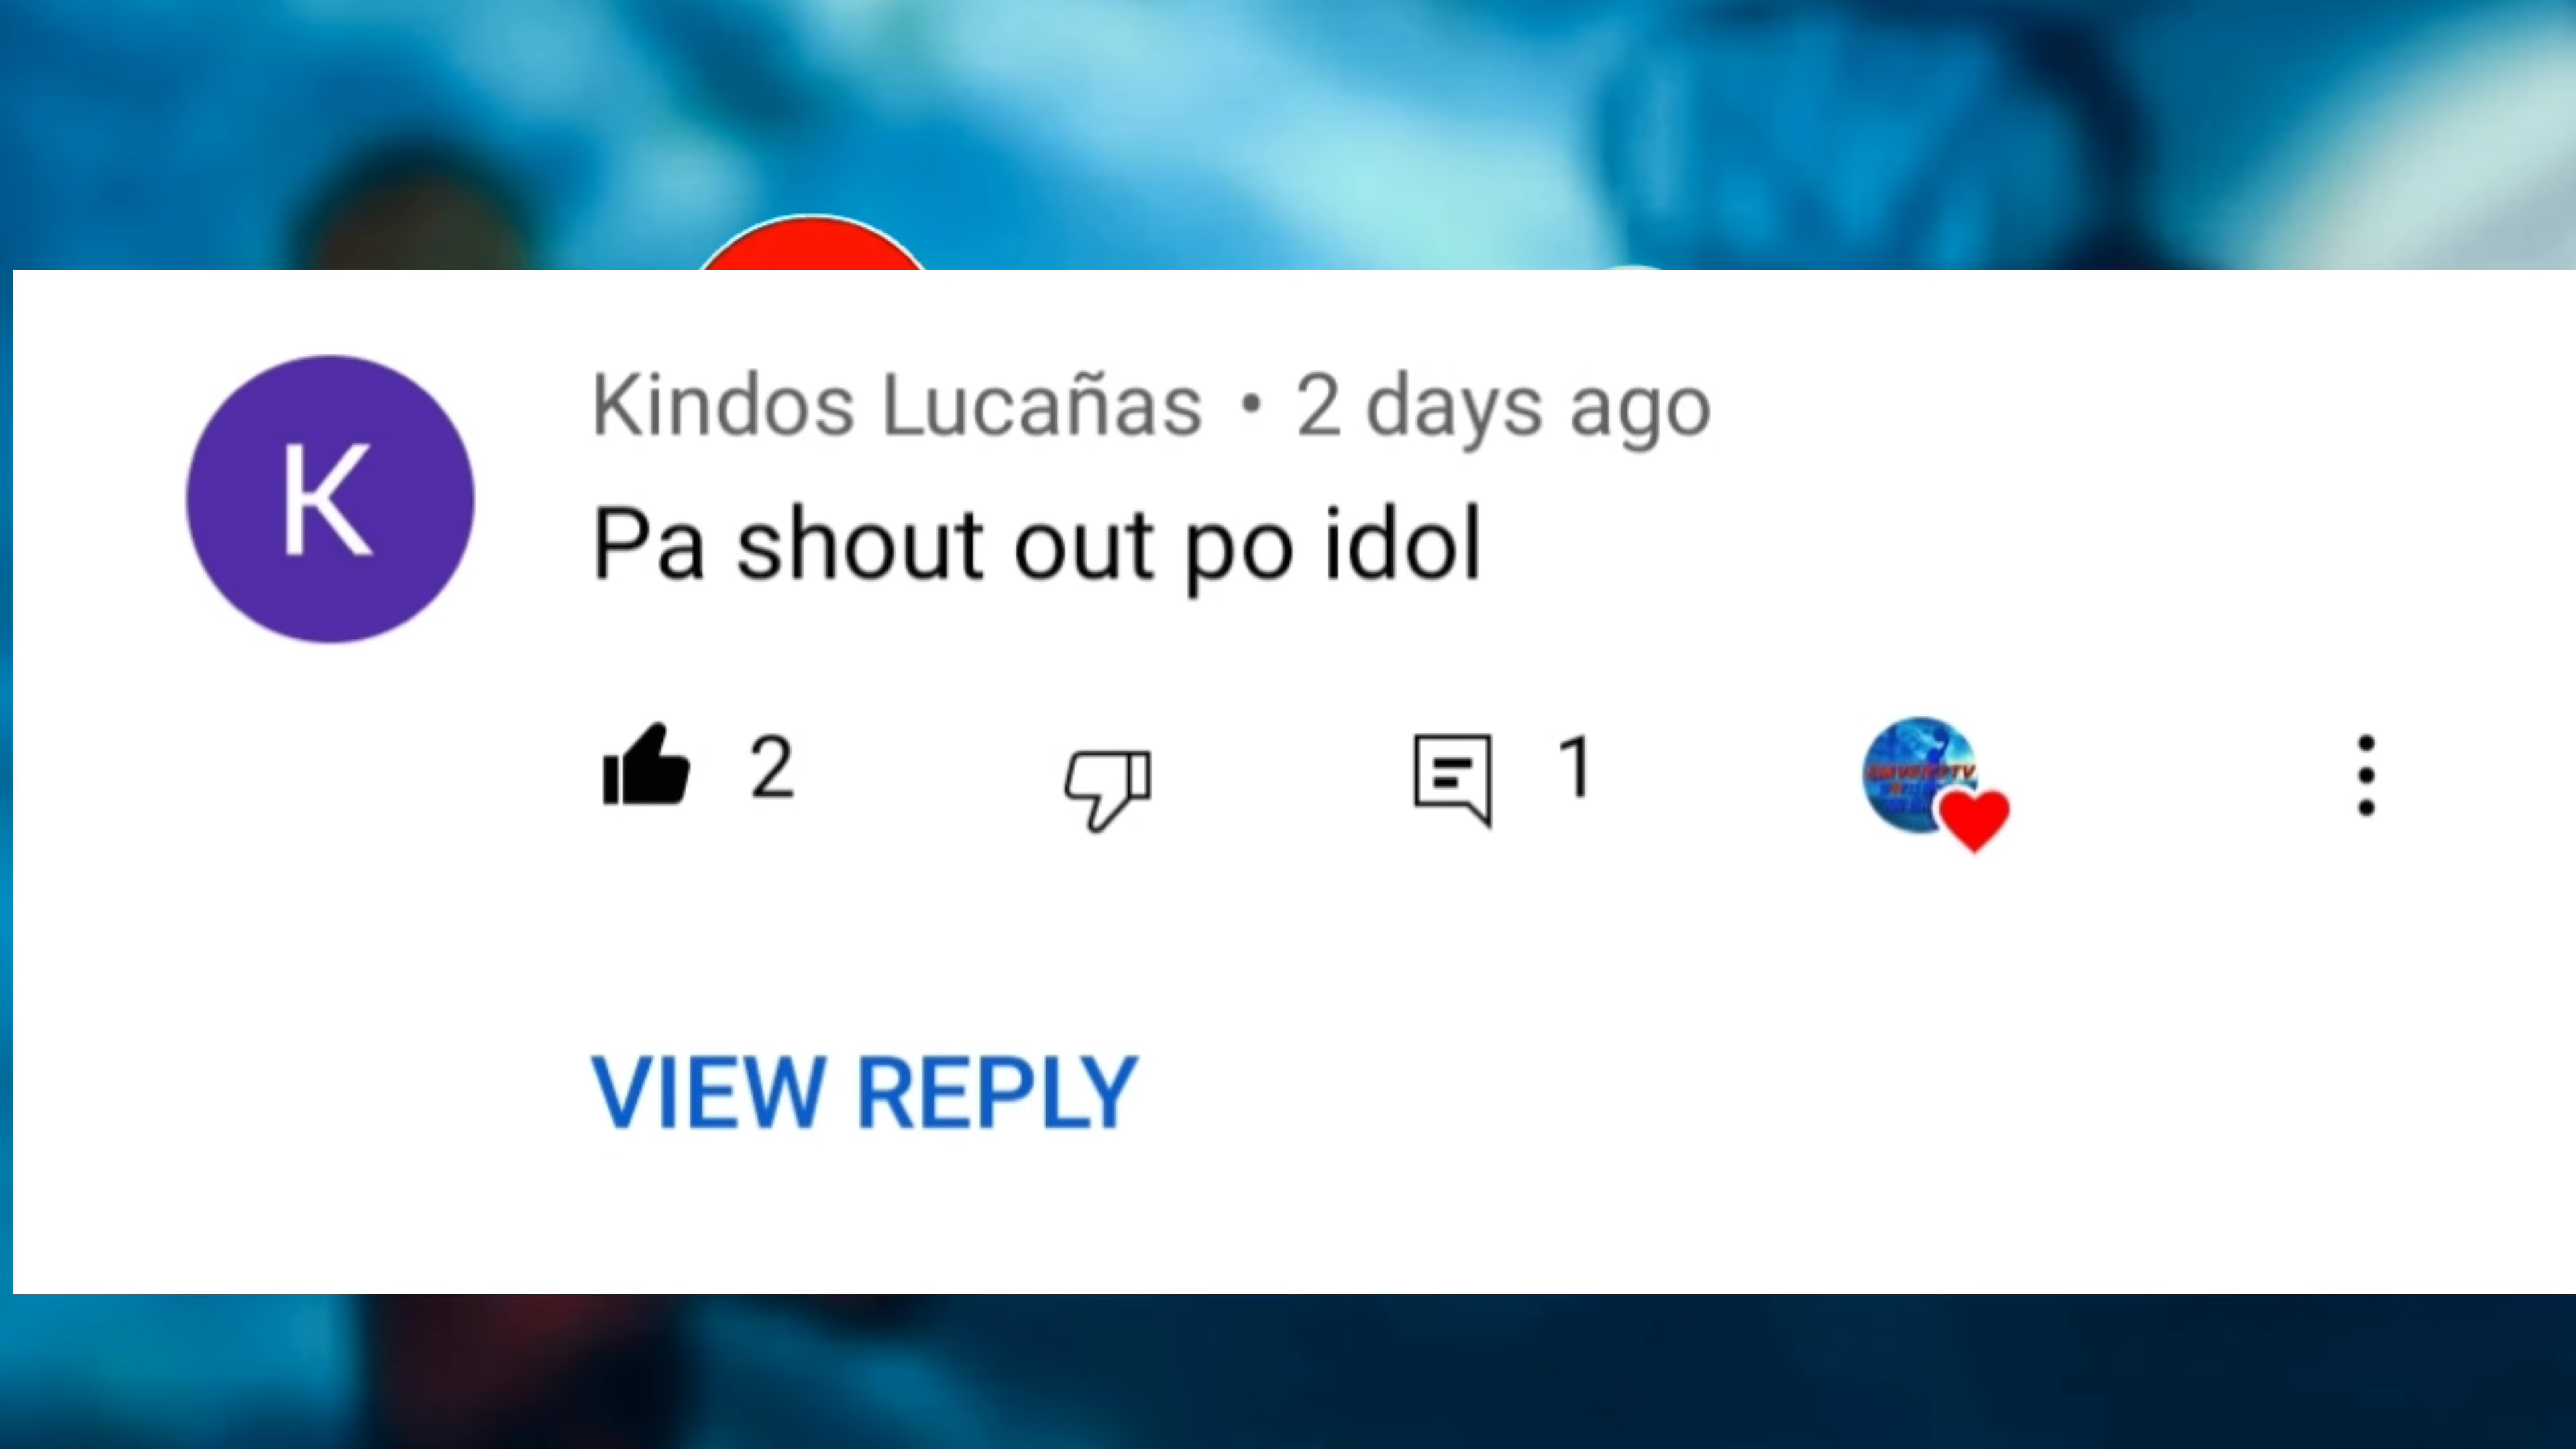 K
Kindos Lucañas • 2 days ago
Pa shout out po idol
2
1
VIEW REPLY